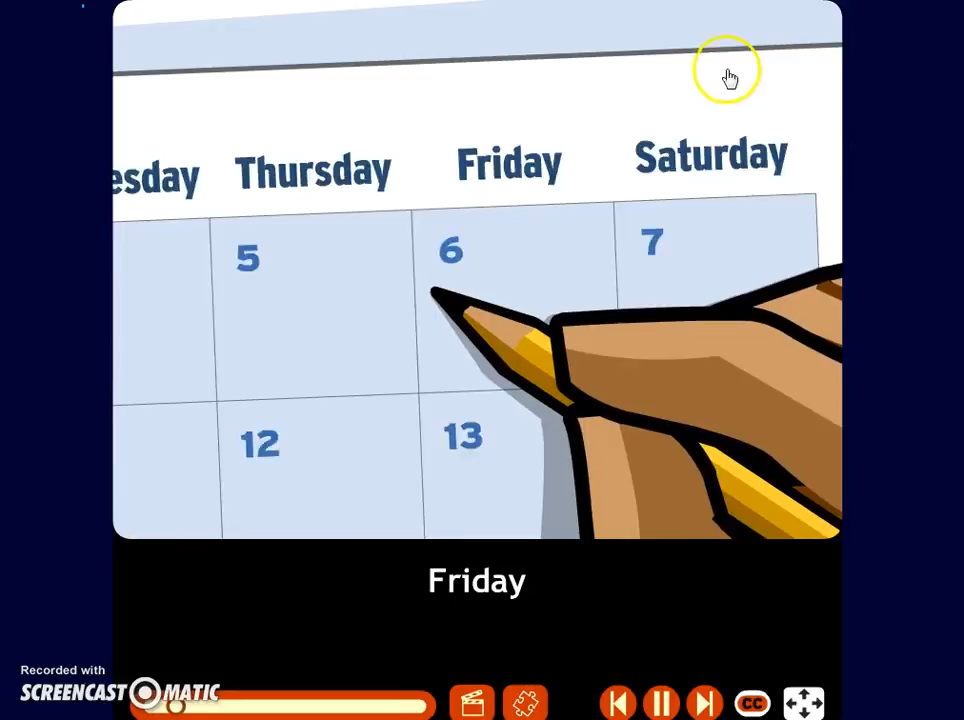 esday Thursday Friday Saturday
5 6 7
12 13
Friday
Recorded with
SCREENCAST MATIC
CC